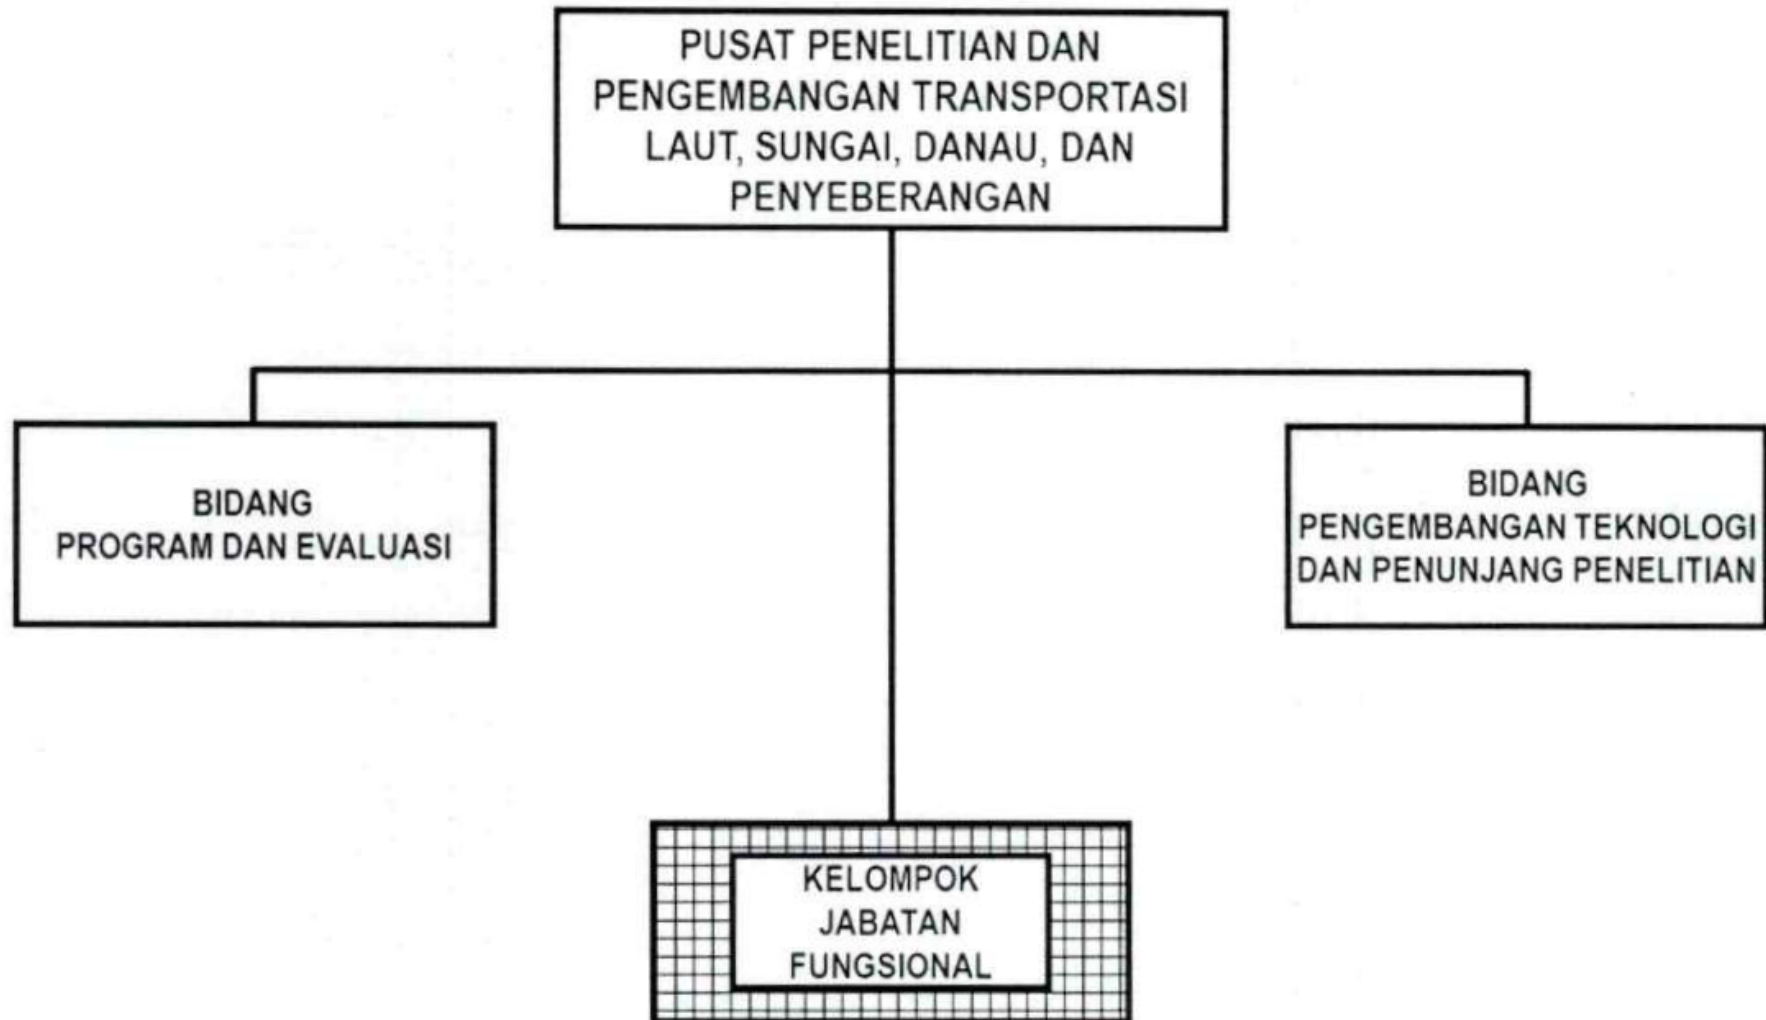 PUSAT PENELITIAN DAN
PENGEMBANGAN TRANSPORTASI
LAUT, SUNGAI, DANAU, DAN
PENYEBERANGAN
BIDANG
PROGRAM DAN EVALUASI
BIDANG
PENGEMBANGAN TEKNOLOGI
DAN PENUNJANG PENELITIAN
KELOMPOK
JABATAN
FUNGSIONAL